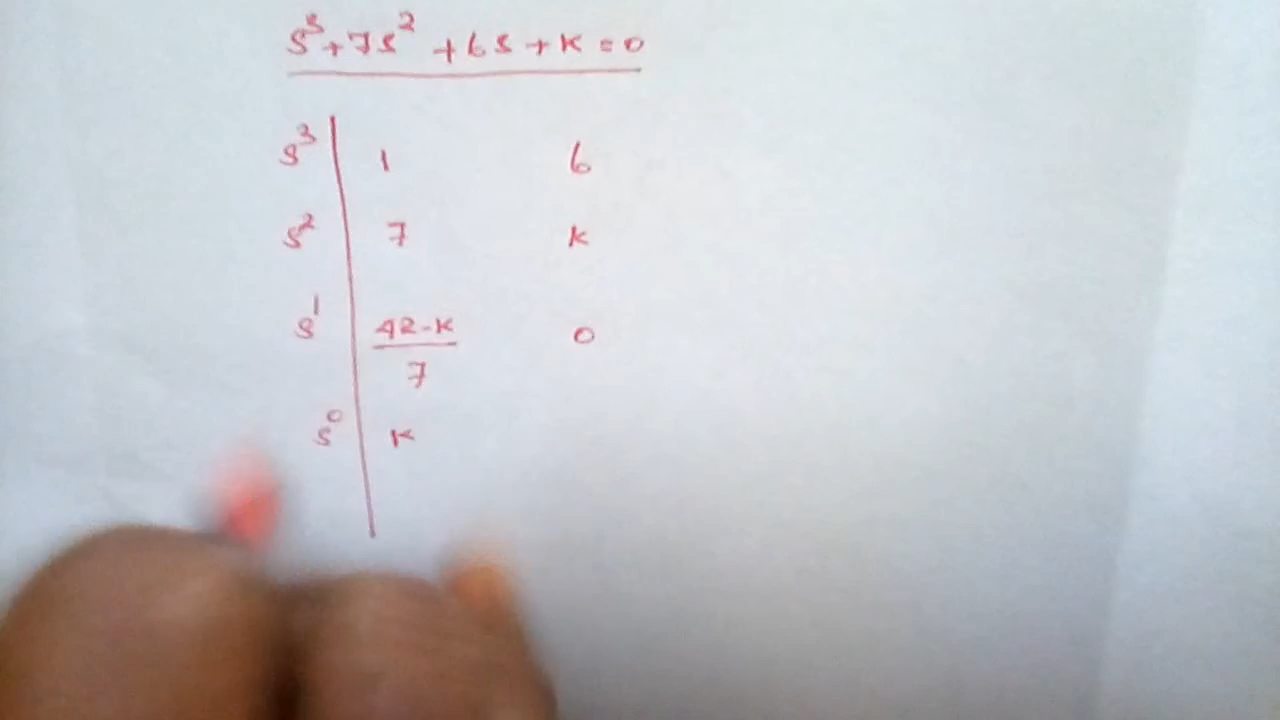 s³+7s²+6s+k=0
s³ 1 6
s² 7 k
s¹ 42-k/7 0
s⁰ k